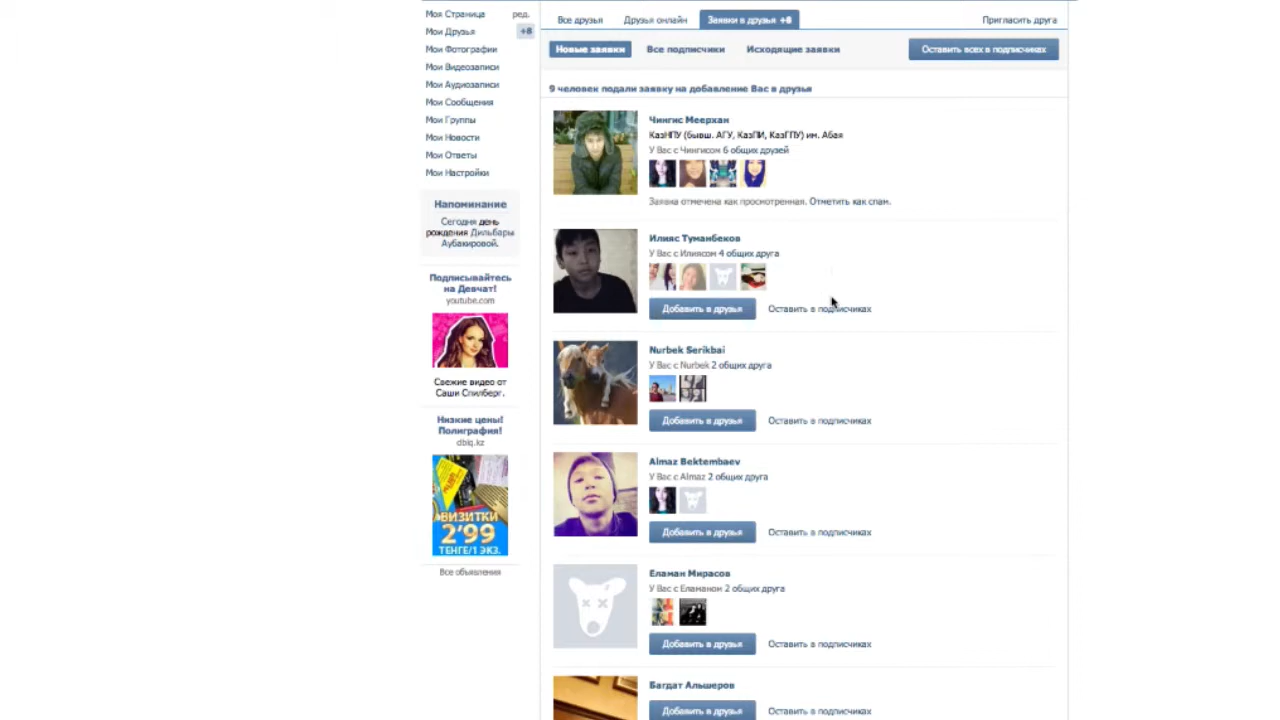 Моя Страница ред.
Мои Друзья +8
Мои Фотографии
Мои Видеозаписи
Мои Аудиозаписи
Мои Сообщения
Мои Группы
Мои Новости
Мои Ответы
Мои Настройки
Напоминание
Сегодня день
рождения Дильбары
Аубакировой.
Подписывайтесь
на Девчат!
youtube.com
Свежие видео от
Саши Спилберг.
Низкие цены!
Полиграфия!
dblq.kz
ВИЗИТКИ
2'99
ТЕНГЕ/1 ЭКЗ.
Все объявления
Все друзья Друзья онлайн Заявки в друзья +8 Пригласить друга
Новые заявки Все подписчики Исходящие заявки Оставить всех в подписчиках
9 человек подали заявку на добавление Вас в друзья
Чингис Меерхан
КазНПУ (бывш. АГУ, КазПИ, КазГПУ) им. Абая
У Вас с Чингисом 6 общих друзей
Заявка отмечена как просмотренная. Отметить как спам.
Илияс Туманбеков
У Вас с Илиясом 4 общих друга
Добавить в друзья Оставить в подписчиках
Nurbek Serikbai
У Вас с Nurbek 2 общих друга
Добавить в друзья Оставить в подписчиках
Almaz Bektembaev
У Вас с Almaz 2 общих друга
Добавить в друзья Оставить в подписчиках
Еламан Мирасов
У Вас с Еламаном 2 общих друга
Добавить в друзья Оставить в подписчиках
Багдат Альшеров
Добавить в друзья Оставить в подписчиках